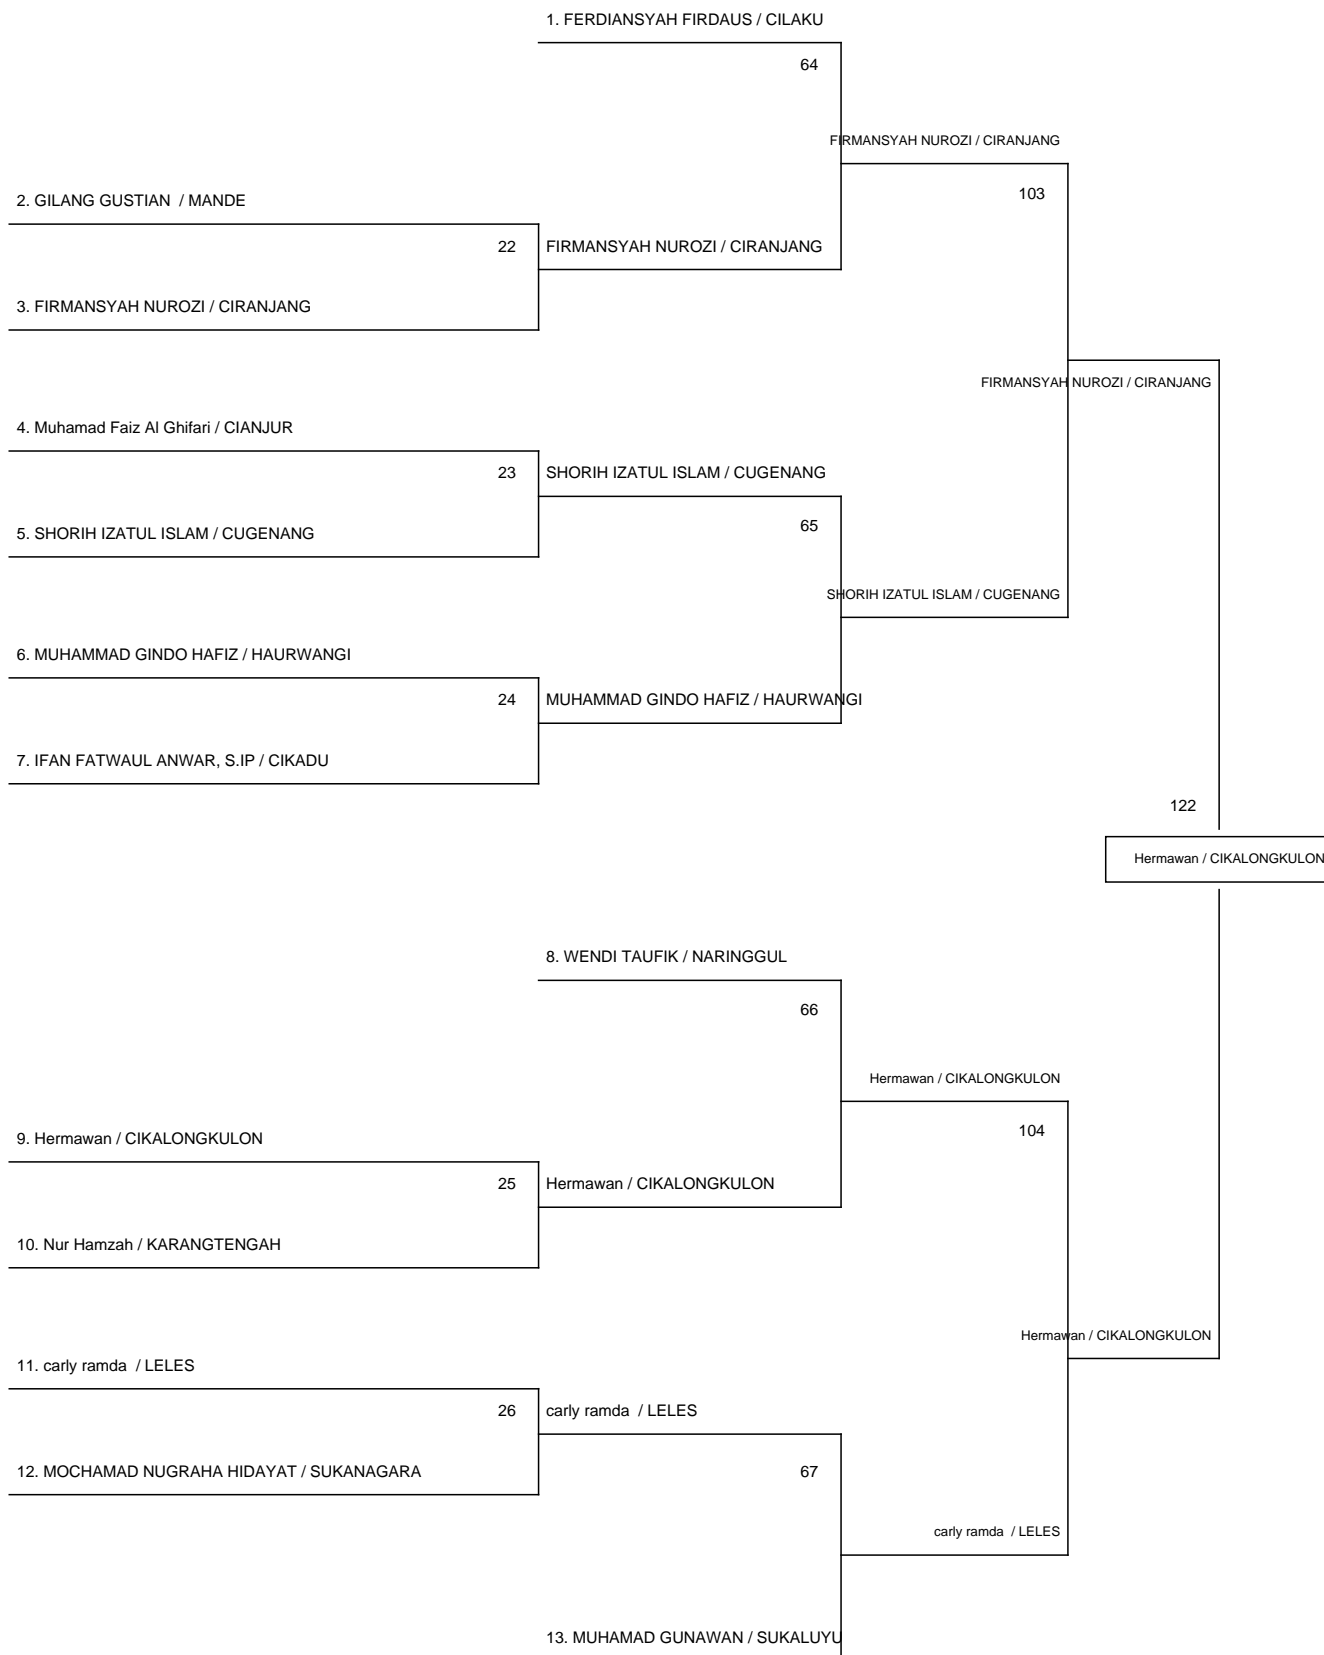 1. FERDIANSYAH FIRDAUS / CILAKU
64
FIRMANSYAH NUROZI / CIRANJANG
103
2. GILANG GUSTIAN / MANDE
22
FIRMANSYAH NUROZI / CIRANJANG
3. FIRMANSYAH NUROZI / CIRANJANG
FIRMANSYAH NUROZI / CIRANJANG
4. Muhamad Faiz Al Ghifari / CIANJUR
23
SHORIH IZATUL ISLAM / CUGENANG
5. SHORIH IZATUL ISLAM / CUGENANG
65
SHORIH IZATUL ISLAM / CUGENANG
6. MUHAMMAD GINDO HAFIZ / HAURWANGI
24
MUHAMMAD GINDO HAFIZ / HAURWANGI
7. IFAN FATWAUL ANWAR, S.IP / CIKADU
122
Hermawan / CIKALONGKULON
8. WENDI TAUFIK / NARINGGUL
66
Hermawan / CIKALONGKULON
104
9. Hermawan / CIKALONGKULON
25
Hermawan / CIKALONGKULON
10. Nur Hamzah / KARANGTENGAH
Hermawan / CIKALONGKULON
11. carly ramda / LELES
26
carly ramda / LELES
12. MOCHAMAD NUGRAHA HIDAYAT / SUKANAGARA
67
carly ramda / LELES
13. MUHAMAD GUNAWAN / SUKALUYU